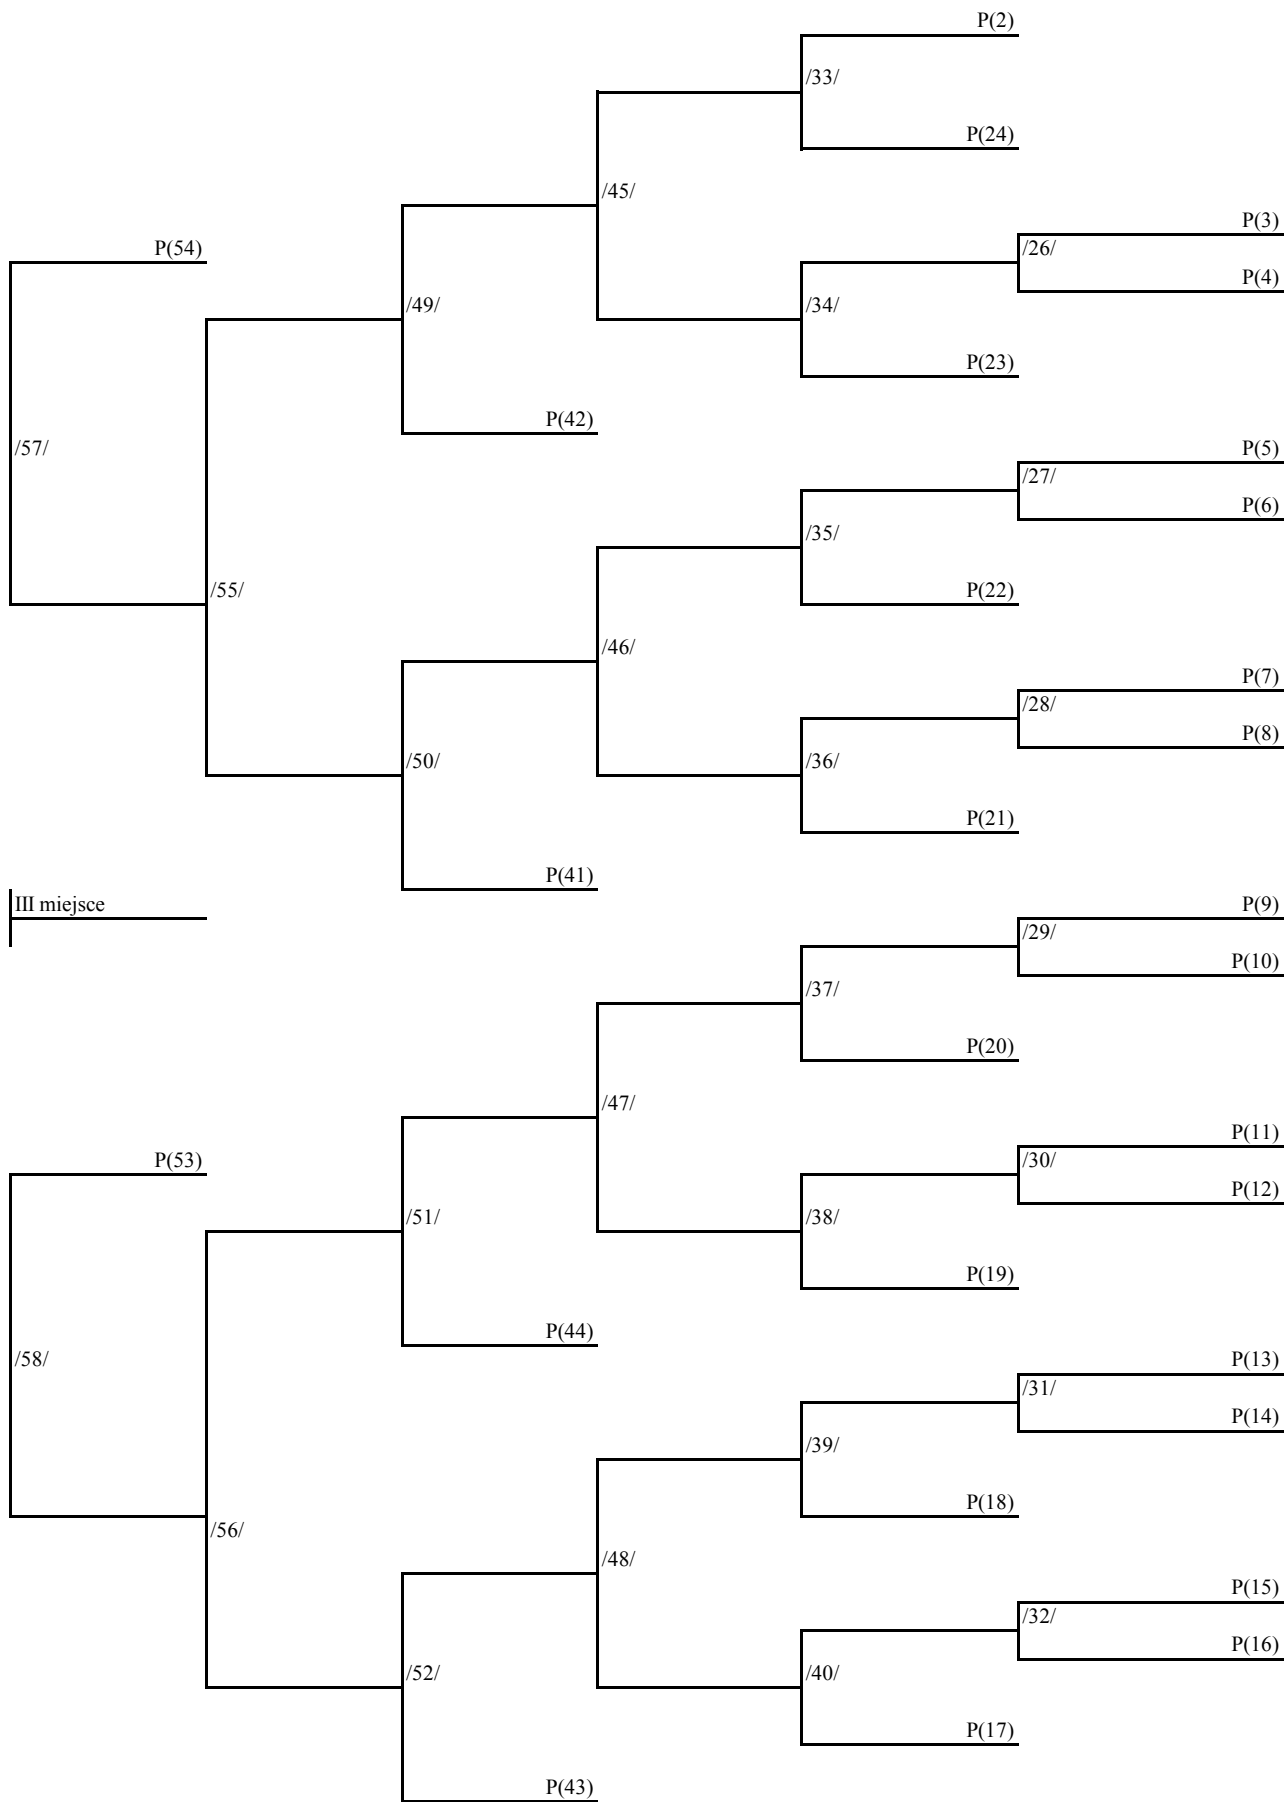 P(2)
/33/
P(24)
/45/
P(3)
P(54)
/26/
P(4)
/49/
/34/
P(23)
P(42)
/57/
P(5)
/27/
P(6)
/35/
/55/
P(22)
/46/
P(7)
/28/
P(8)
/50/
/36/
P(21)
P(41)
III miejsce
P(9)
/29/
P(10)
/37/
P(20)
/47/
P(11)
P(53)
/30/
P(12)
/51/
/38/
P(19)
P(44)
/58/
P(13)
/31/
P(14)
/39/
P(18)
/56/
/48/
P(15)
/32/
P(16)
/52/
/40/
P(17)
P(43)